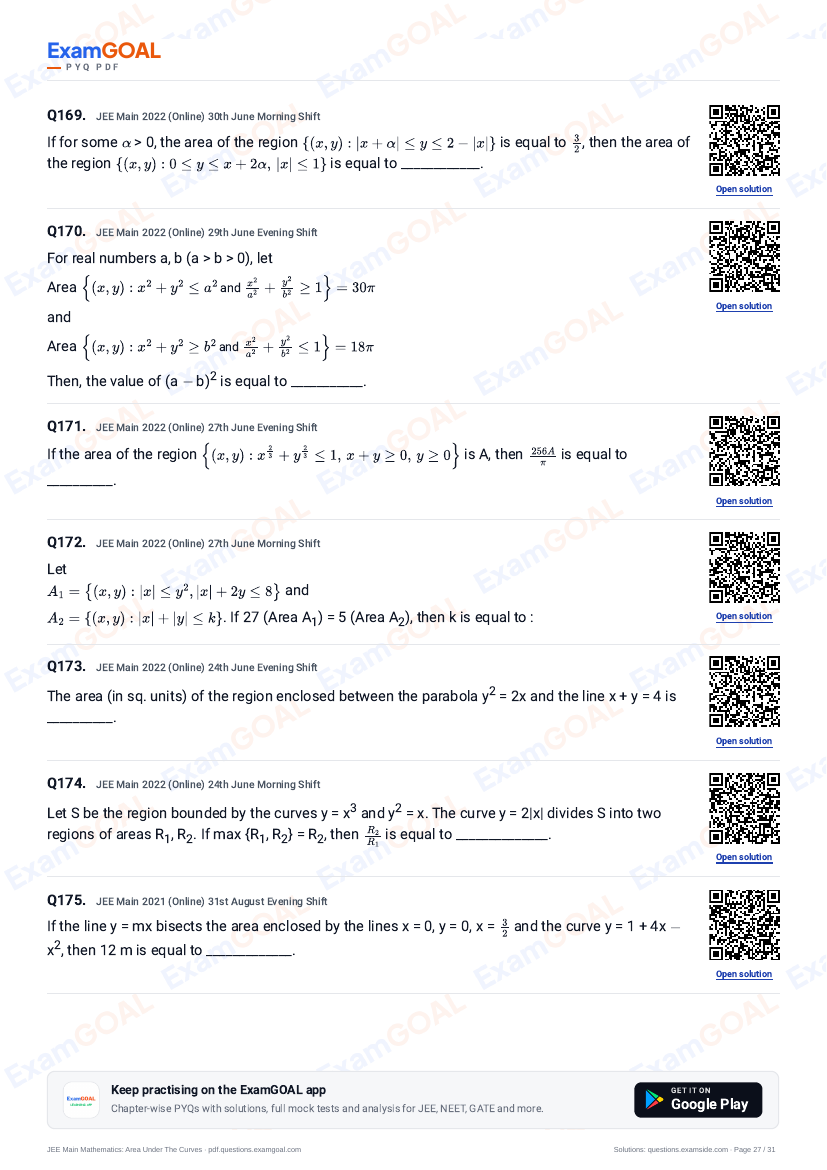 ExamGOAL
PYQ PDF
Q169. JEE Main 2022 (Online) 30th June Morning Shift
If for some α > 0, the area of the region {(x, y) : |x + α| ≤ y ≤ 2 − |x|} is equal to 3/2, then the area of
the region {(x, y) : 0 ≤ y ≤ x + 2α, |x| ≤ 1} is equal to ____________.
Open solution
Q170. JEE Main 2022 (Online) 29th June Evening Shift
For real numbers a, b (a > b > 0), let
Area {(x, y) : x² + y² ≤ a² and x²/a² + y²/b² ≥ 1} = 30π
and
Area {(x, y) : x² + y² ≥ b² and x²/a² + y²/b² ≤ 1} = 18π
Then, the value of (a − b)² is equal to ___________.
Open solution
Q171. JEE Main 2022 (Online) 27th June Evening Shift
If the area of the region {(x, y) : x^(2/3) + y^(2/3) ≤ 1, x + y ≥ 0, y ≥ 0} is A, then 256A/π is equal to
__________.
Open solution
Q172. JEE Main 2022 (Online) 27th June Morning Shift
Let
A₁ = {(x, y) : |x| ≤ y², |x| + 2y ≤ 8} and
A₂ = {(x, y) : |x| + |y| ≤ k}. If 27 (Area A₁) = 5 (Area A₂), then k is equal to :
Open solution
Q173. JEE Main 2022 (Online) 24th June Evening Shift
The area (in sq. units) of the region enclosed between the parabola y² = 2x and the line x + y = 4 is
__________.
Open solution
Q174. JEE Main 2022 (Online) 24th June Morning Shift
Let S be the region bounded by the curves y = x³ and y² = x. The curve y = 2|x| divides S into two
regions of areas R₁, R₂. If max {R₁, R₂} = R₂, then R₂/R₁ is equal to ______________.
Open solution
Q175. JEE Main 2021 (Online) 31st August Evening Shift
If the line y = mx bisects the area enclosed by the lines x = 0, y = 0, x = 3/2 and the curve y = 1 + 4x −
x², then 12 m is equal to _____________.
Open solution
ExamGOAL
Keep practising on the ExamGOAL app
Chapter-wise PYQs with solutions, full mock tests and analysis for JEE, NEET, GATE and more.
GET IT ON
Google Play
JEE Main Mathematics: Area Under The Curves · pdf.questions.examgoal.com
Solutions: questions.examside.com · Page 27 / 31